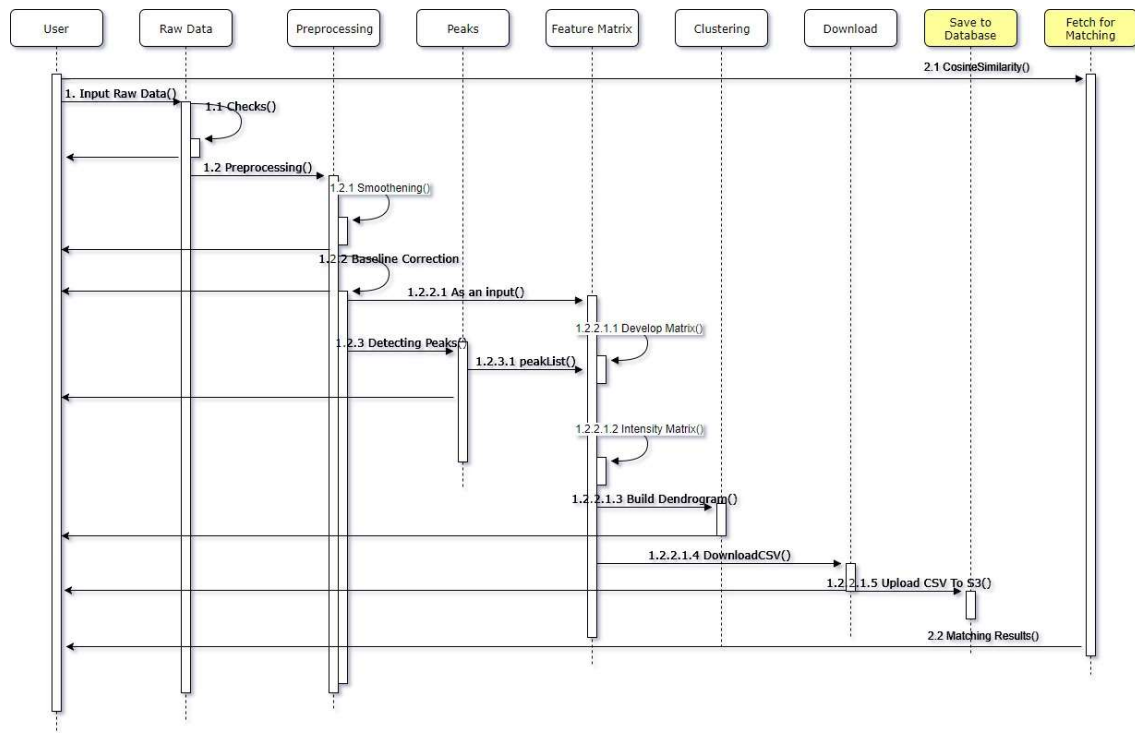 User
Raw Data
Preprocessing
Peaks
Feature Matrix
Clustering
Download
Save to
Database
Fetch for
Matching
2.1 CosineSimilarity()
1. Input Raw Data()
1.1 Checks()
1.2 Preprocessing()
1.2.1 Smoothening()
1.2.2 Baseline Correction
1.2.2.1 As an input()
1.2.2.1.1 Develop Matrix()
1.2.3 Detecting Peaks()
1.2.3.1 peakList()
1.2.2.1.2 Intensity Matrix()
1.2.2.1.3 Build Dendrogram()
1.2.2.1.4 DownloadCSV()
1.2.2.1.5 Upload CSV To S3()
2.2 Matching Results()